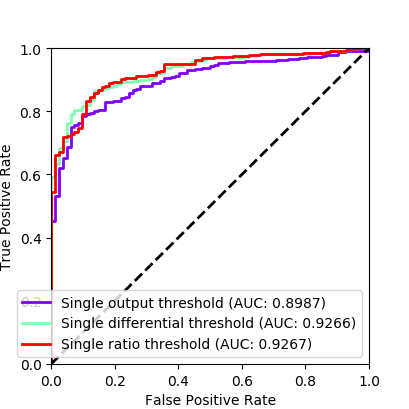 1.0
0.8
0.6
0.4
0.2
0.0
True Positive Rate
Single output threshold (AUC: 0.8987)
Single differential threshold (AUC: 0.9266)
Single ratio threshold (AUC: 0.9267)
0.0 0.2 0.4 0.6 0.8 1.0
False Positive Rate